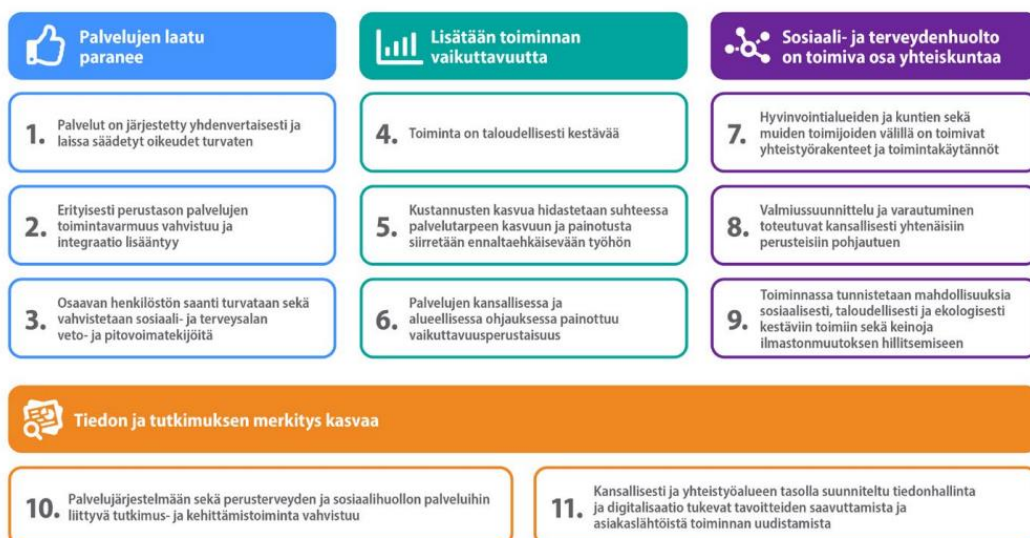 Palvelujen laatu
paranee
1. Palvelut on järjestetty yhdenvertaisesti ja
laissa säädetyt oikeudet turvaten
2. Erityisesti perustason palvelujen
toimintavarmuus vahvistuu ja
integraatio lisääntyy
3. Osaavan henkilöstön saanti turvataan sekä
vahvistetaan sosiaali- ja terveysalan
veto- ja pitovoimatekijöitä
Lisätään toiminnan
vaikuttavuutta
4. Toiminta on taloudellisesti kestävää
5. Kustannusten kasvua hidastetaan suhteessa
palvelutarpeen kasvuun ja painotusta
siirretään ennaltaehkäisevään työhön
6. Palvelujen kansallisessa ja
alueellisessa ohjauksessa painottuu
vaikuttavuusperustaisuus
Sosiaali- ja terveydenhuolto
on toimiva osa yhteiskuntaa
7. Hyvinvointialueiden ja kuntien sekä
muiden toimijoiden välillä on toimivat
yhteistyörakenteet ja toimintakäytännöt
8. Valmiussuunnittelu ja varautuminen
toteutuvat kansallisesti yhtenäisiin
perusteisiin pohjautuen
9. Toiminnassa tunnistetaan mahdollisuuksia
sosiaalisesti, taloudellisesti ja ekologisesti
kestäviin toimiin sekä keinoja
ilmastonmuutoksen hillitsemiseen
Tiedon ja tutkimuksen merkitys kasvaa
10. Palvelujärjestelmään sekä perusterveyden ja sosiaalihuollon palveluihin
liittyvä tutkimus- ja kehittämistoiminta vahvistuu
11. Kansallisesti ja yhteistyöalueen tasolla suunniteltu tiedonhallinta
ja digitalisaatio tukevat tavoitteiden saavuttamista ja
asiakaslähtöistä toiminnan uudistamista